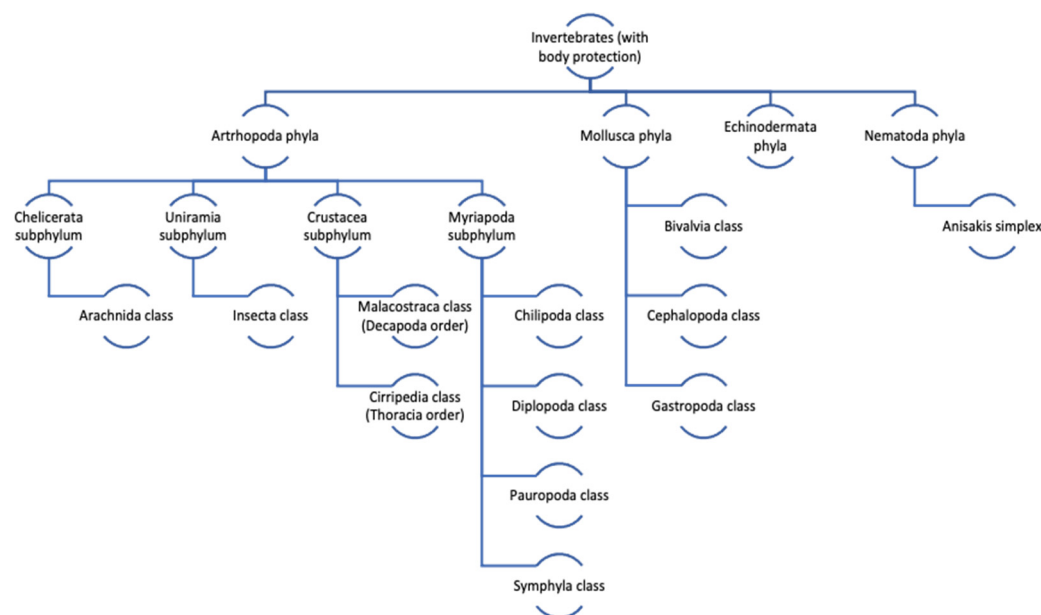 Invertebrates (with
body protection)
Artrhopoda phyla
Mollusca phyla
Echinodermata
phyla
Nematoda phyla
Chelicerata
subphylum
Uniramia
subphylum
Crustacea
subphylum
Myriapoda
subphylum
Bivalvia class
Anisakis simplex
Arachnida class
Insecta class
Malacostraca class
(Decapoda order)
Chilipoda class
Cephalopoda class
Cirripedia class
(Thoracia order)
Diplopoda class
Gastropoda class
Pauropoda class
Symphyla class